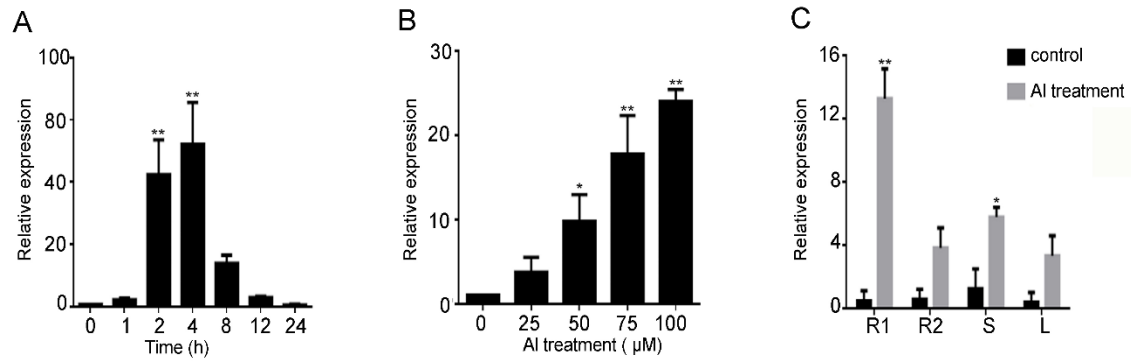 A
Relative expression
100
80
40
20
0
**
**
0 1 2 4 8 12 24
Time (h)
B
Relative expression
30
20
10
0
*
**
**
0 25 50 75 100
Al treatment ( μM)
C
Relative expression
16
12
8
4
0
**
*
R1 R2 S L
control
Al treatment